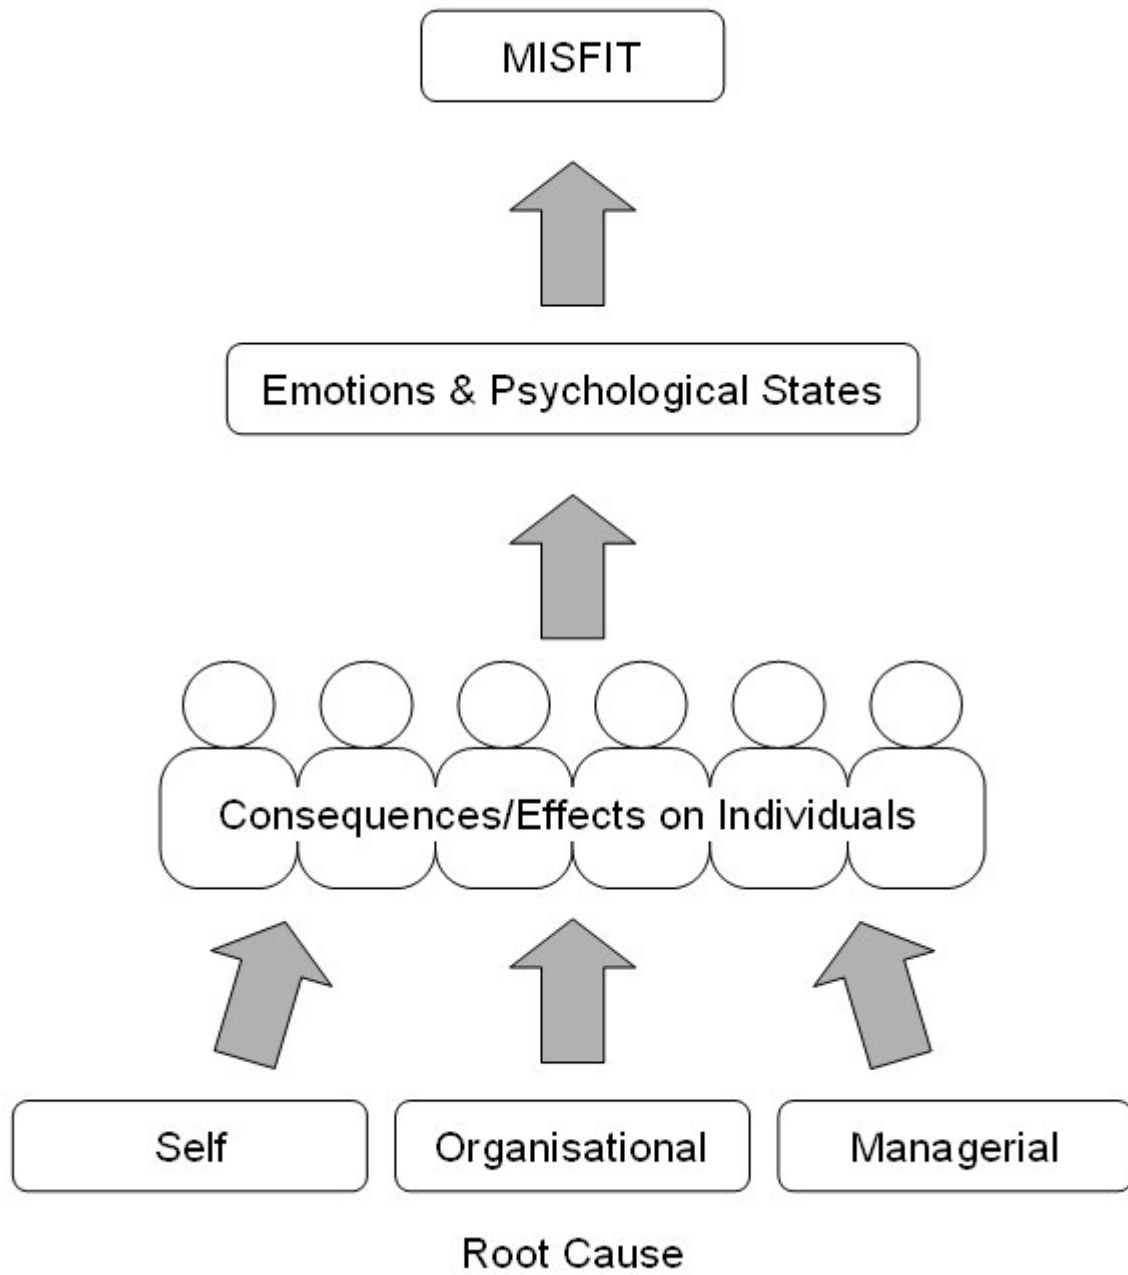 MISFIT
Emotions & Psychological States
Consequences/Effects on Individuals
Self
Organisational
Managerial
Root Cause